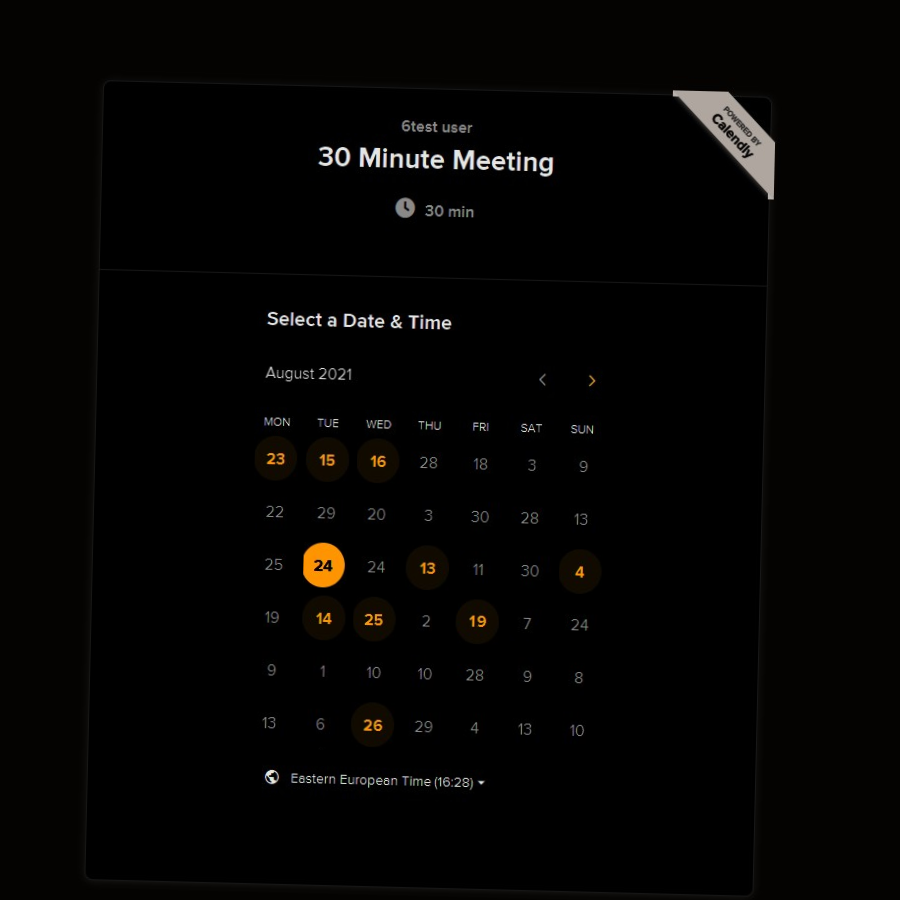 POWERED BY
Calendly
6test user
30 Minute Meeting
30 min
Select a Date & Time
August 2021
MON TUE WED THU FRI SAT SUN
23 15 16 28 18 3 9
22 29 20 3 30 28 13
25 24 24 13 11 30 4
19 14 25 2 19 7 24
9 1 10 10 28 9 8
13 6 26 29 4 13 10
Eastern European Time (16:28)